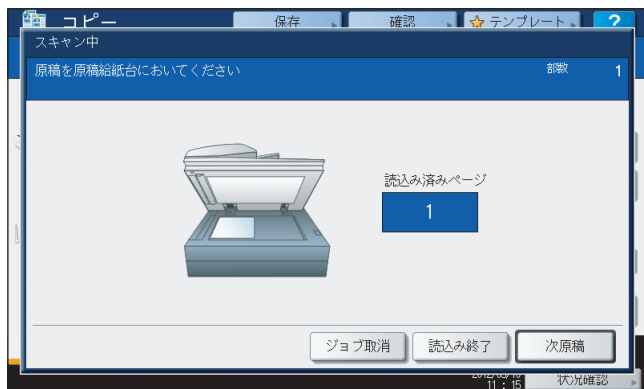 コピー
保存
確認
テンプレート
?
スキャン中
原稿を原稿給紙台においてください
部数 1
読込み済みページ
1
ジョブ取消
読込み終了
次原稿
11 : 15
状況確認